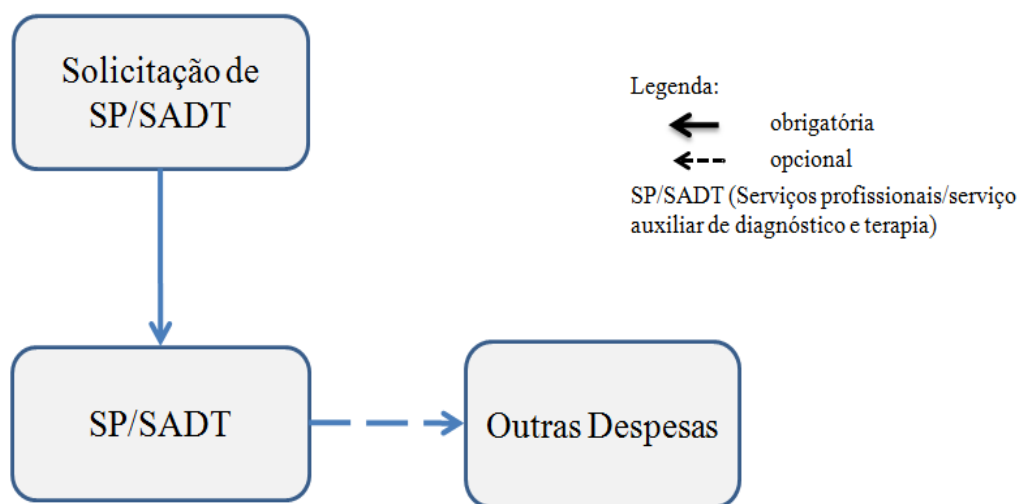 Solicitação de
SP/SADT
Legenda:
obrigatória
opcional
SP/SADT (Serviços profissionais/serviço
auxiliar de diagnóstico e terapia)
SP/SADT
Outras Despesas